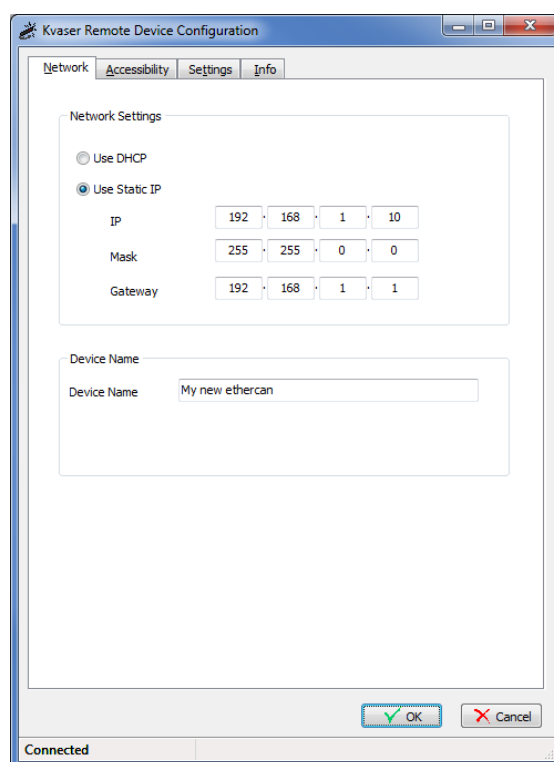 Kvaser Remote Device Configuration
Network Accessibility Settings Info
Network Settings
Use DHCP
Use Static IP
IP 192 . 168 . 1 . 10
Mask 255 . 255 . 0 . 0
Gateway 192 . 168 . 1 . 1
Device Name
Device Name My new ethercan
OK Cancel
Connected